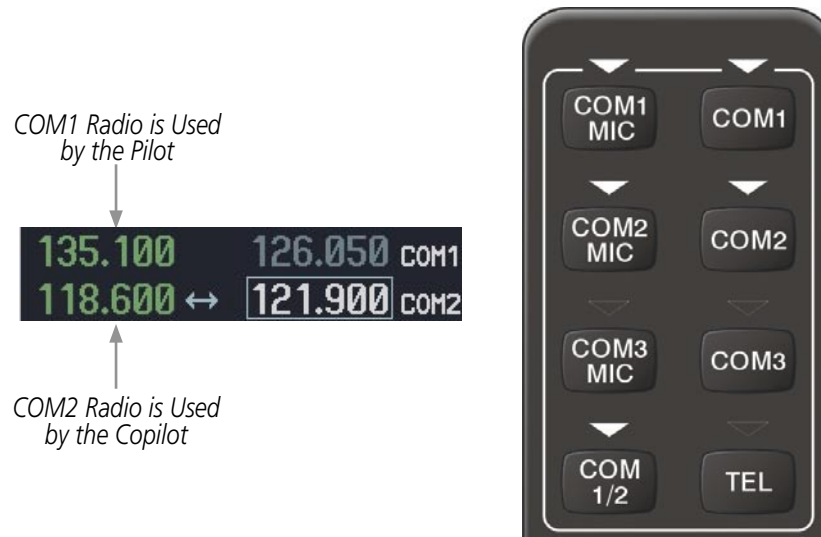 COM1 Radio is Used
by the Pilot
135.100 126.050 COM1
118.600 ↔ 121.900 COM2
COM2 Radio is Used
by the Copilot
COM1
MIC
COM1
COM2
MIC
COM2
COM3
MIC
COM3
COM
1/2
TEL